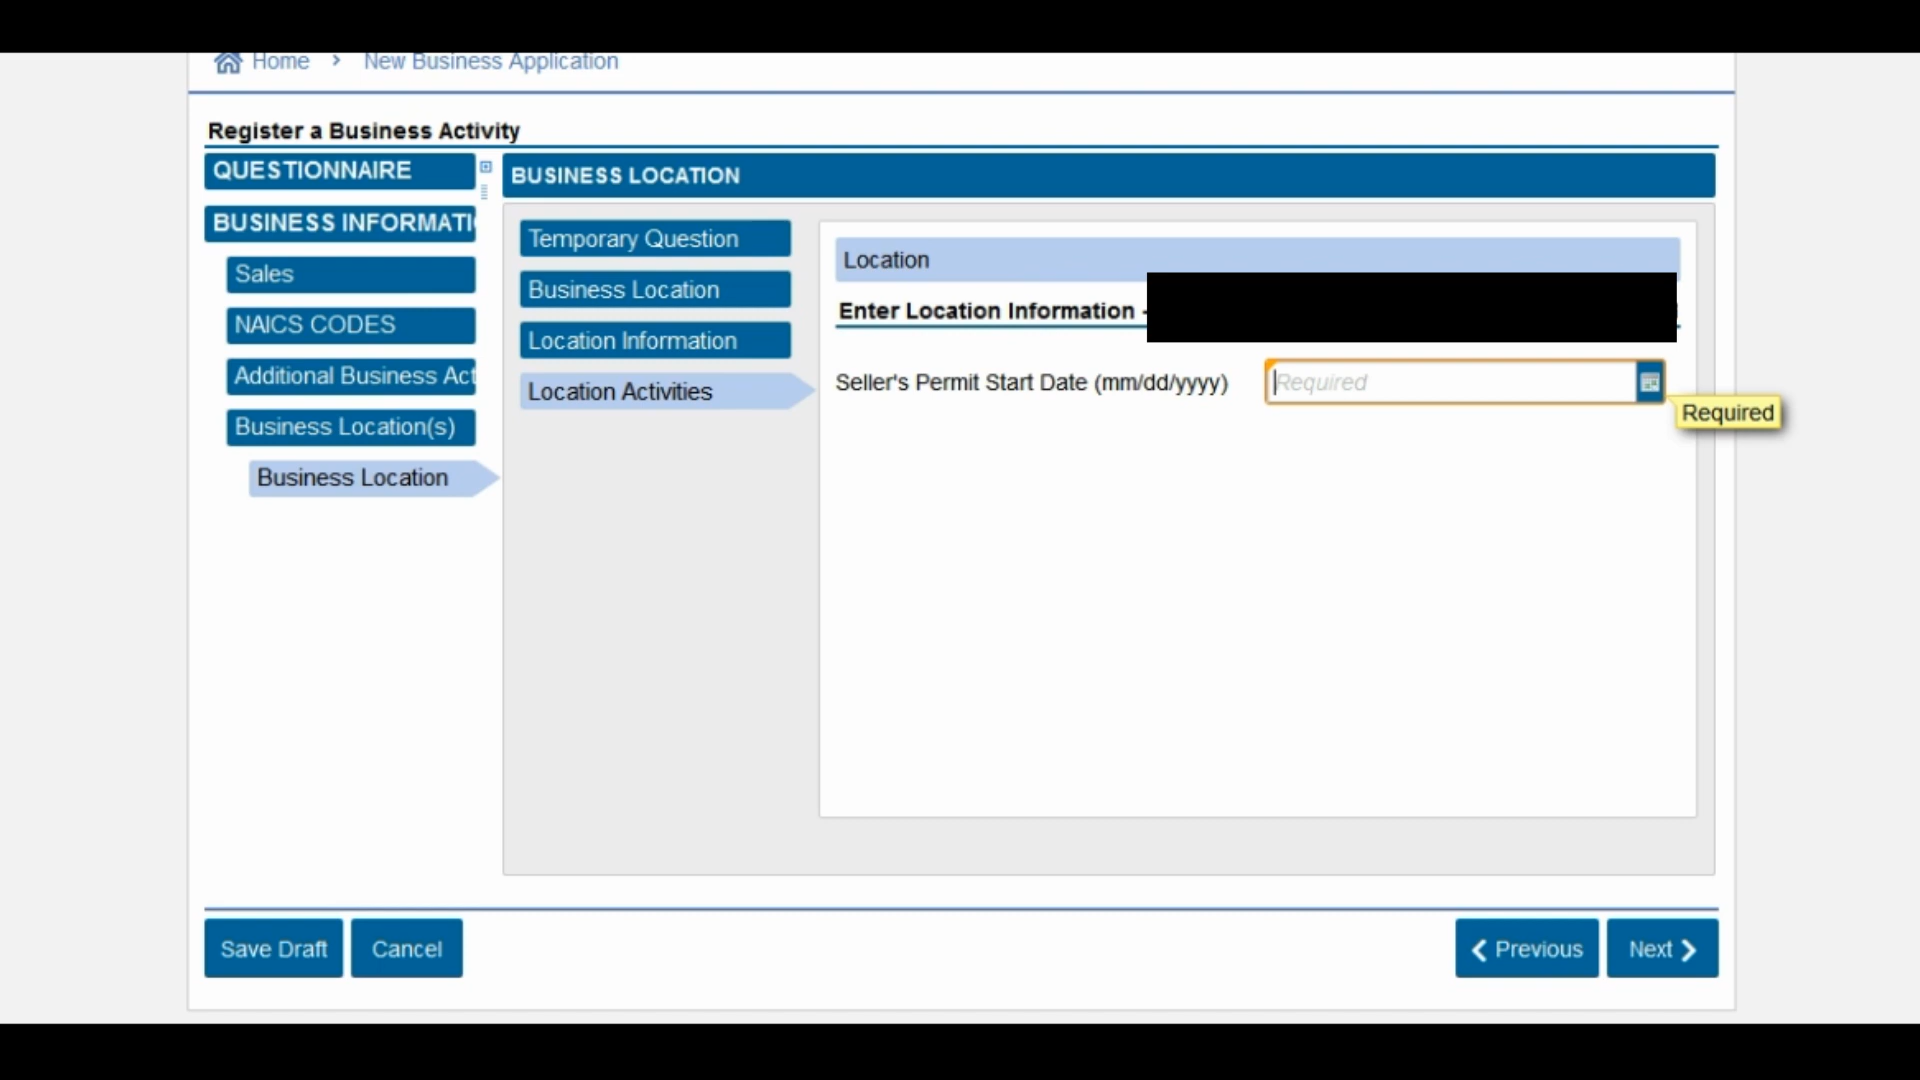 Home > New Business Application
Register a Business Activity
QUESTIONNAIRE
BUSINESS INFORMATI
Sales
NAICS CODES
Additional Business Act
Business Location(s)
Business Location
BUSINESS LOCATION
Temporary Question
Business Location
Location Information
Location Activities
Location
Enter Location Information -
Seller's Permit Start Date (mm/dd/yyyy)
Required
Required
Save Draft
Cancel
Previous
Next